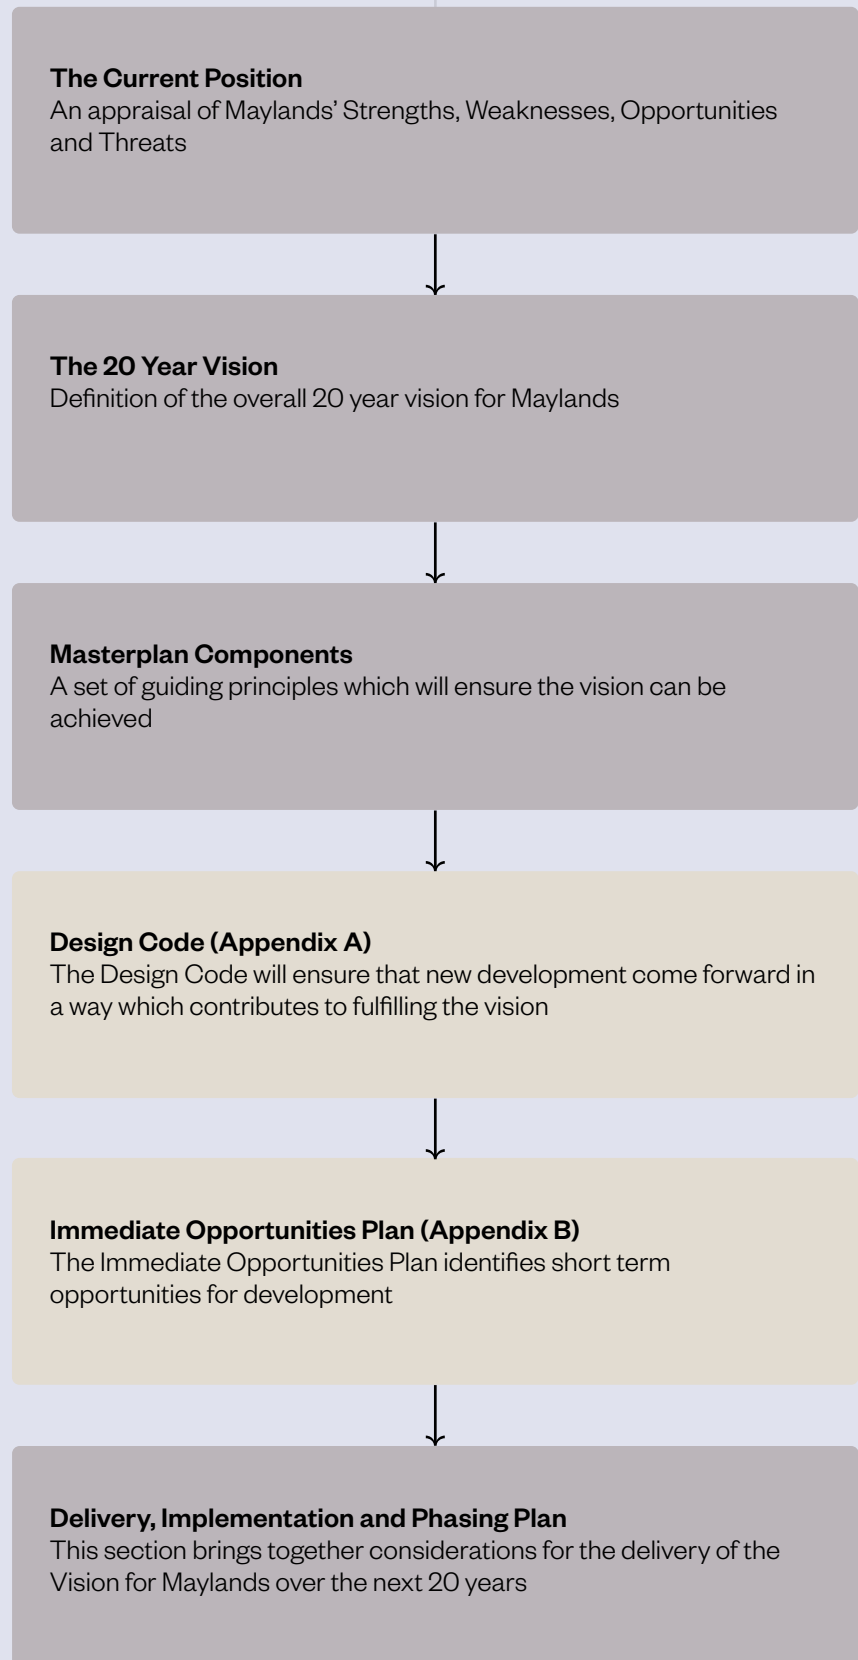 The Current Position
An appraisal of Maylands’ Strengths, Weaknesses, Opportunities
and Threats
The 20 Year Vision
Definition of the overall 20 year vision for Maylands
Masterplan Components
A set of guiding principles which will ensure the vision can be
achieved
Design Code (Appendix A)
The Design Code will ensure that new development come forward in
a way which contributes to fulfilling the vision
Immediate Opportunities Plan (Appendix B)
The Immediate Opportunities Plan identifies short term
opportunities for development
Delivery, Implementation and Phasing Plan
This section brings together considerations for the delivery of the
Vision for Maylands over the next 20 years